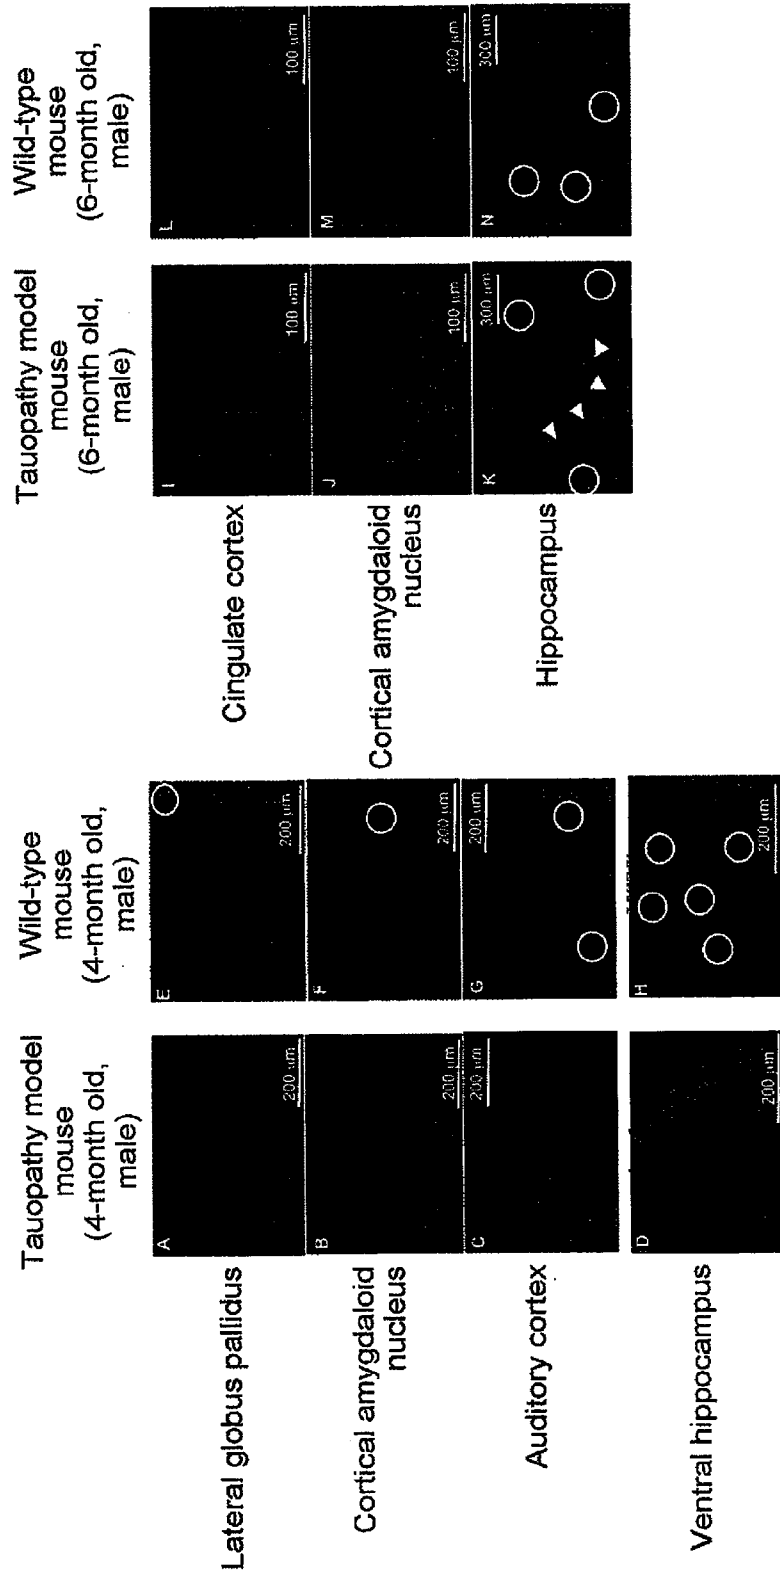 Tauopathy model
mouse
(4-month old,
male)
Wild-type
mouse
(4-month old,
male)
Lateral globus pallidus
A
200 μm
E
200 μm
Cortical amygdaloid
nucleus
B
200 μm
F
200 μm
Auditory cortex
C
200 μm
G
200 μm
Ventral hippocampus
D
200 μm
H
200 μm
Tauopathy model
mouse
(6-month old,
male)
Wild-type
mouse
(6-month old,
male)
Cingulate cortex
I
100 μm
L
100 μm
Cortical amygdaloid
nucleus
J
100 μm
M
100 μm
Hippocampus
K
300 μm
N
300 μm